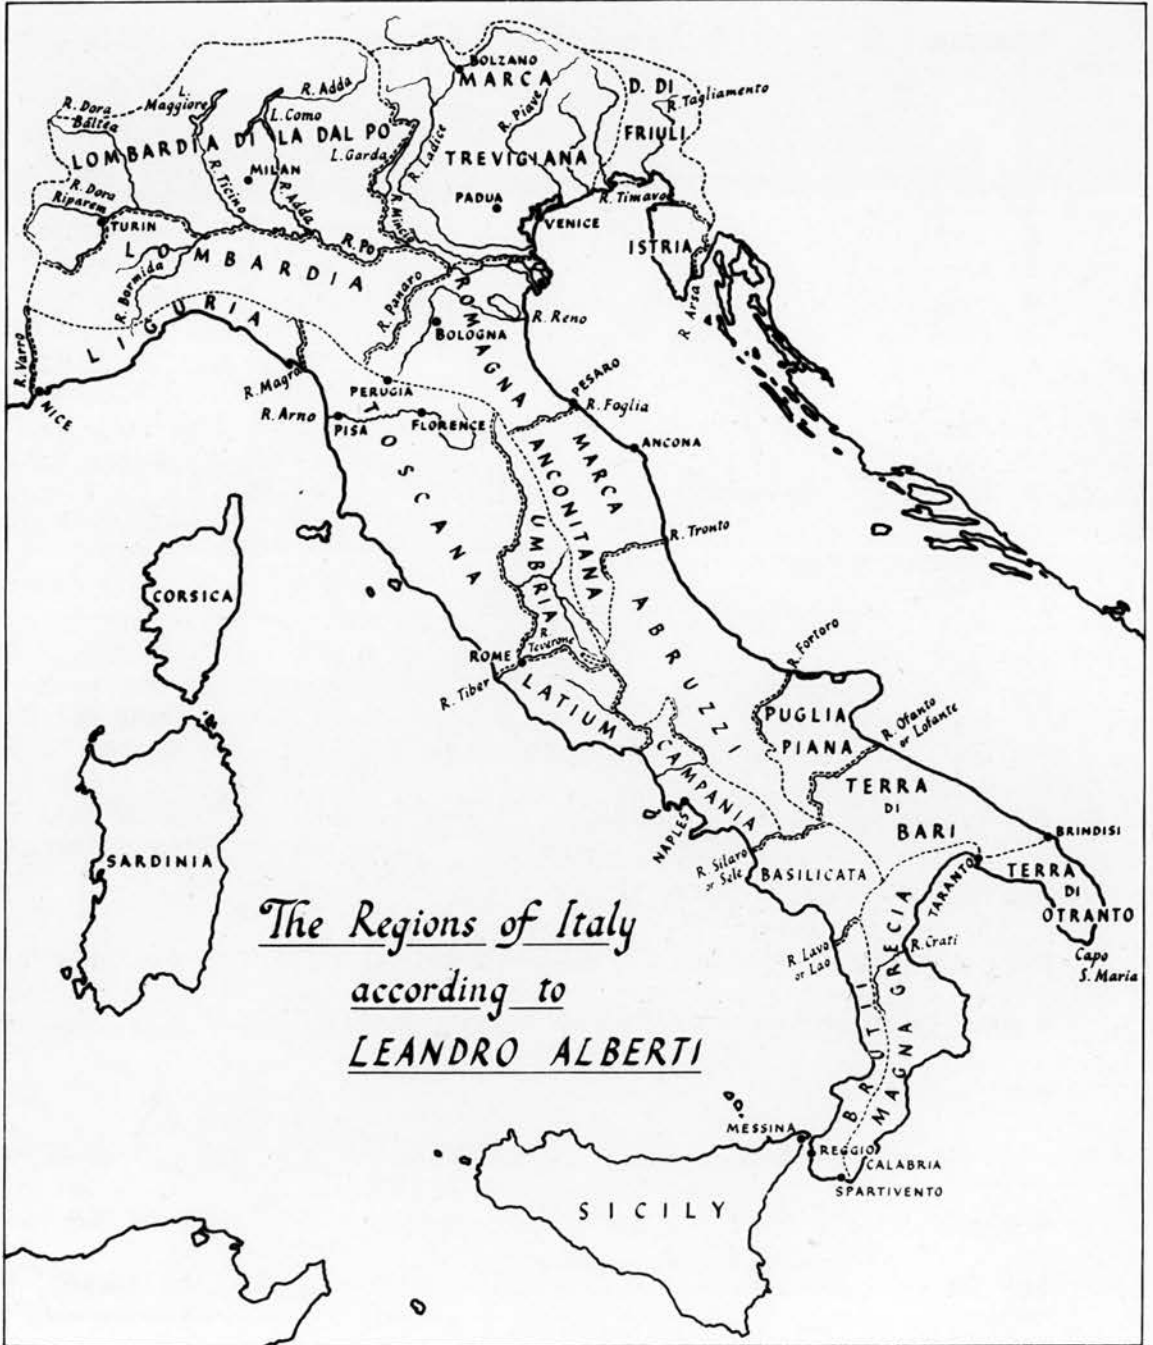 BOLZANO
MARCA
TREVIGIANA
D. DI
FRIULI
R. Tagliamento
R. Piave
R. Adda
L.
Maggiore
R. Dora
Baltea
L. Como
LOMBARDIA DI LA DAL PO
L. Garda
R. Ladice
MILAN
R. Ticino
R. Adda
R. Mincio
PADUA
VENICE
R. Timavo
ISTRIA
R. Arsa
R. Dora
Riparem
TURIN
R. Po
LOMBARDIA
R. Bormida
LIGURIA
R. Panaro
ROMAGNA
BOLOGNA
R. Reno
R. Varro
NICE
R. Magra
PERUGIA
PESARO
R. Foglia
R. Arno
PISA
FLORENCE
TOSCANA
MARCA
ANCONITANA
ANCONA
UMBRIA
R. Tronto
CORSICA
ABRUZZI
ROME
R.
Teverone
R. Tiber
LATIUM
R. Fortoro
PUGLIA
PIANA
R. Ofanto
or Lofante
CAMPANIA
NAPLES
TERRA
DI
BARI
BRINDISI
SARDINIA
R. Silaro
or Sele
BASILICATA
TARANTO
TERRA
DI
OTRANTO
Capo
S. Maria
R. Lavo
or Lao
R. Crati
BRUTII
MAGNA GRECIA
The Regions of Italy
according to
LEANDRO ALBERTI
MESSINA
REGGIO
CALABRIA
SPARTIVENTO
SICILY